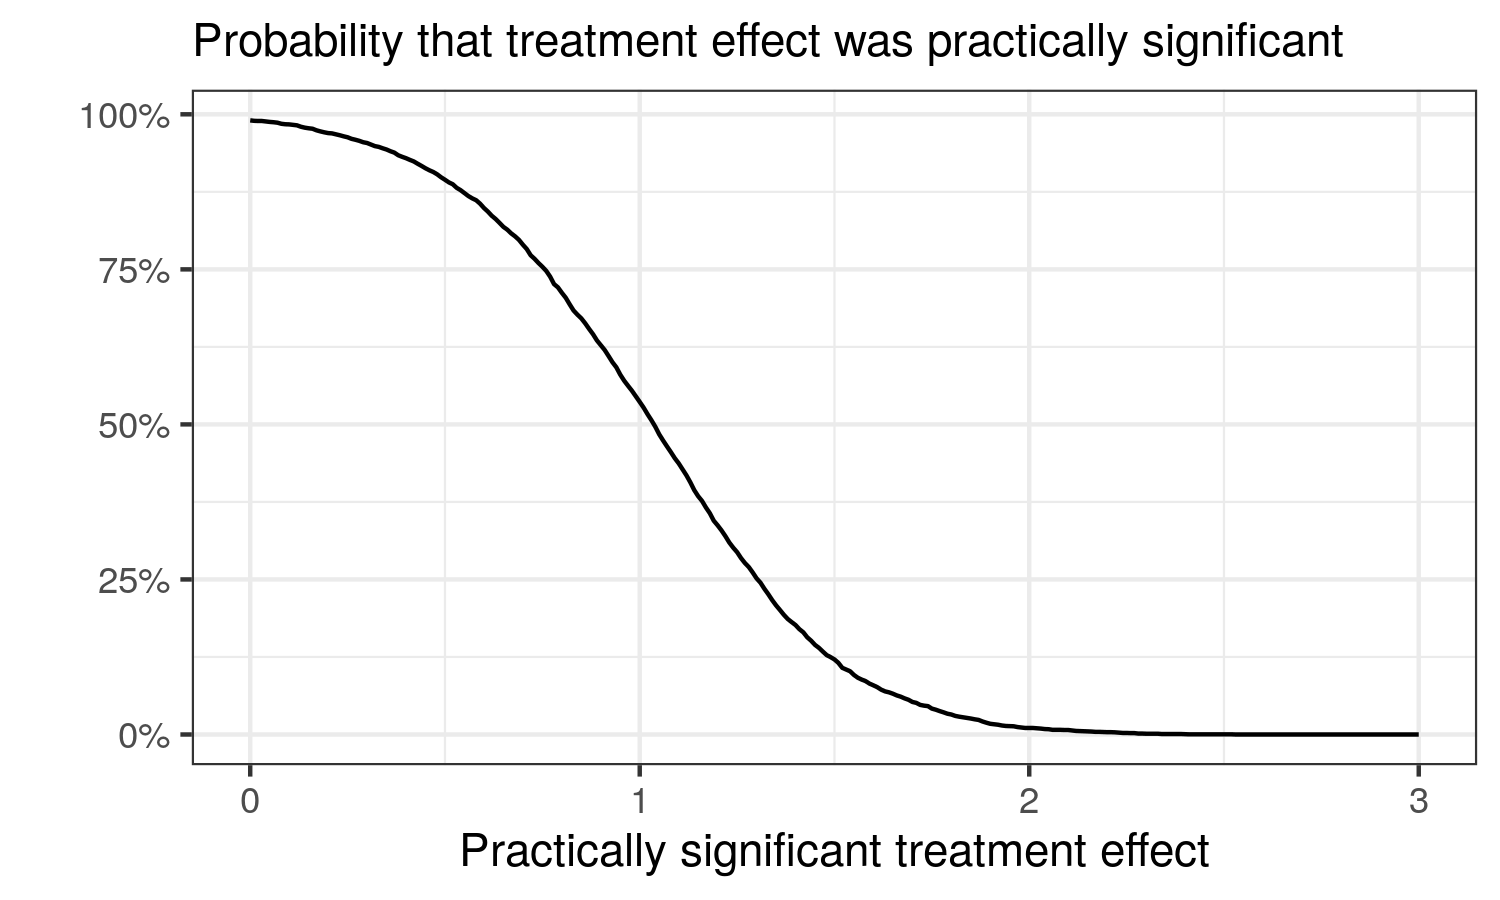 Probability that treatment effect was practically significant
100%
75%
50%
25%
0%
0 1 2 3
Practically significant treatment effect